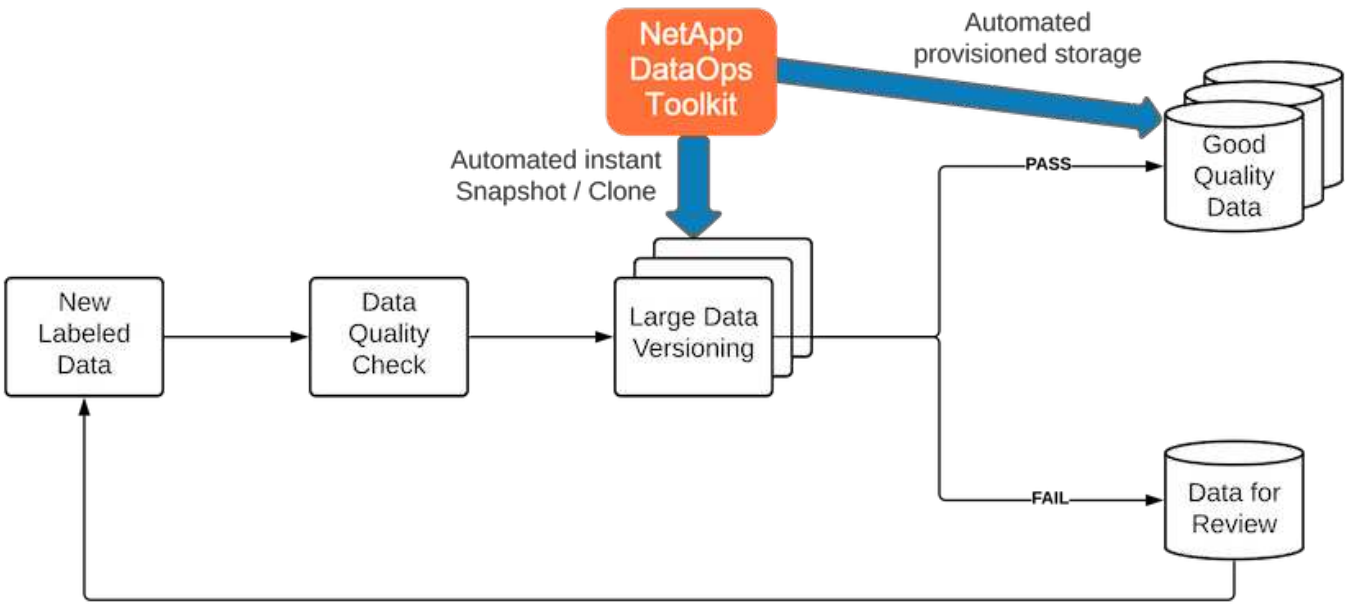 NetApp
DataOps
Toolkit
Automated
provisioned storage
Automated instant
Snapshot / Clone
Good
Quality
Data
PASS
New
Labeled
Data
Data
Quality
Check
Large Data
Versioning
FAIL
Data for
Review